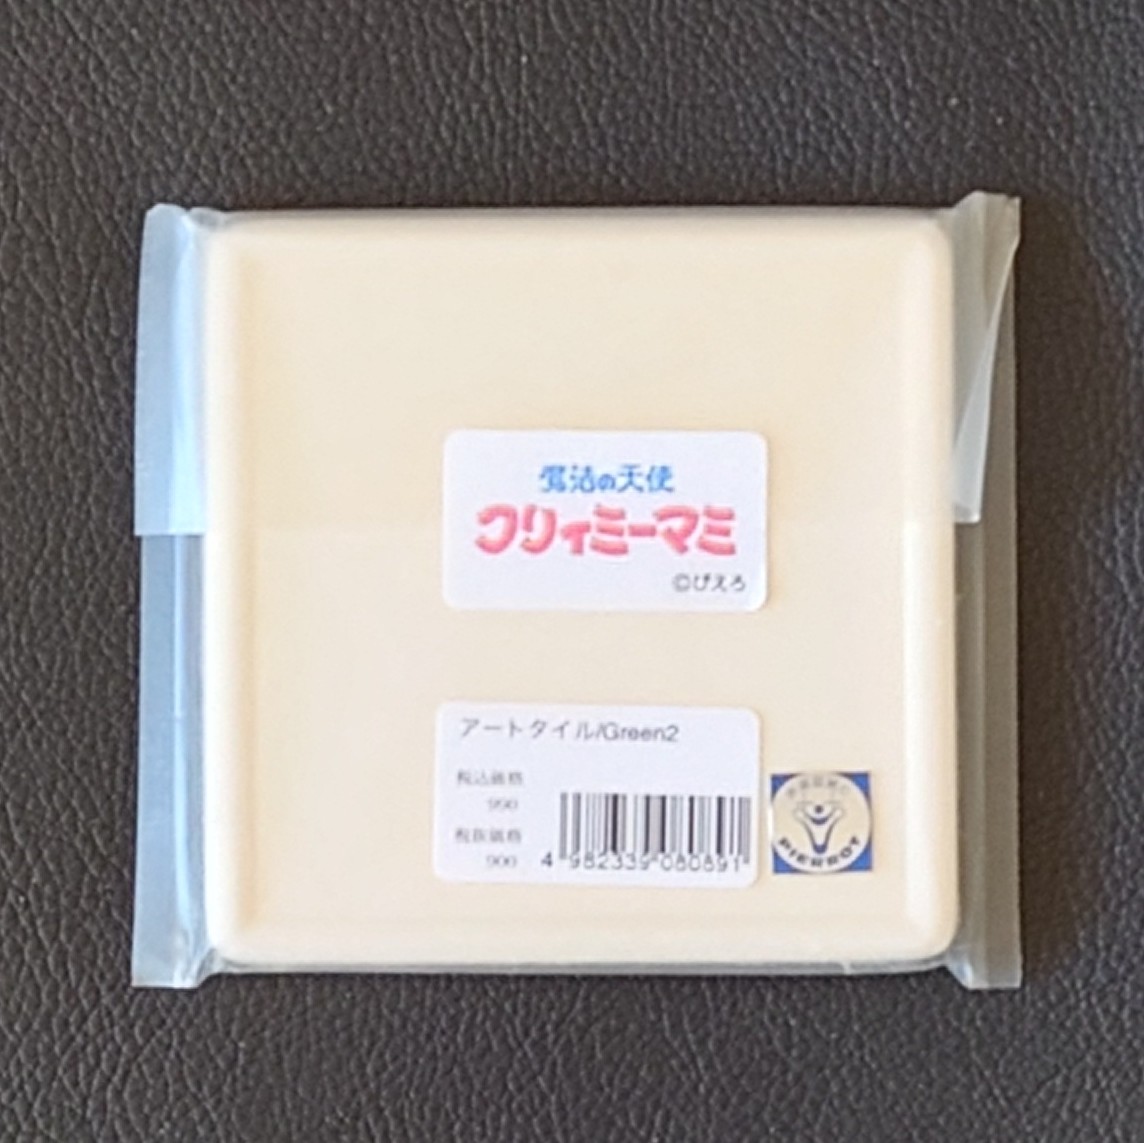 魔法の天使
クリィミーマミ
©ぴえろ
アートタイル/Green2
税込価格
990
税抜価格
900
4 982339 080891
PIERROT